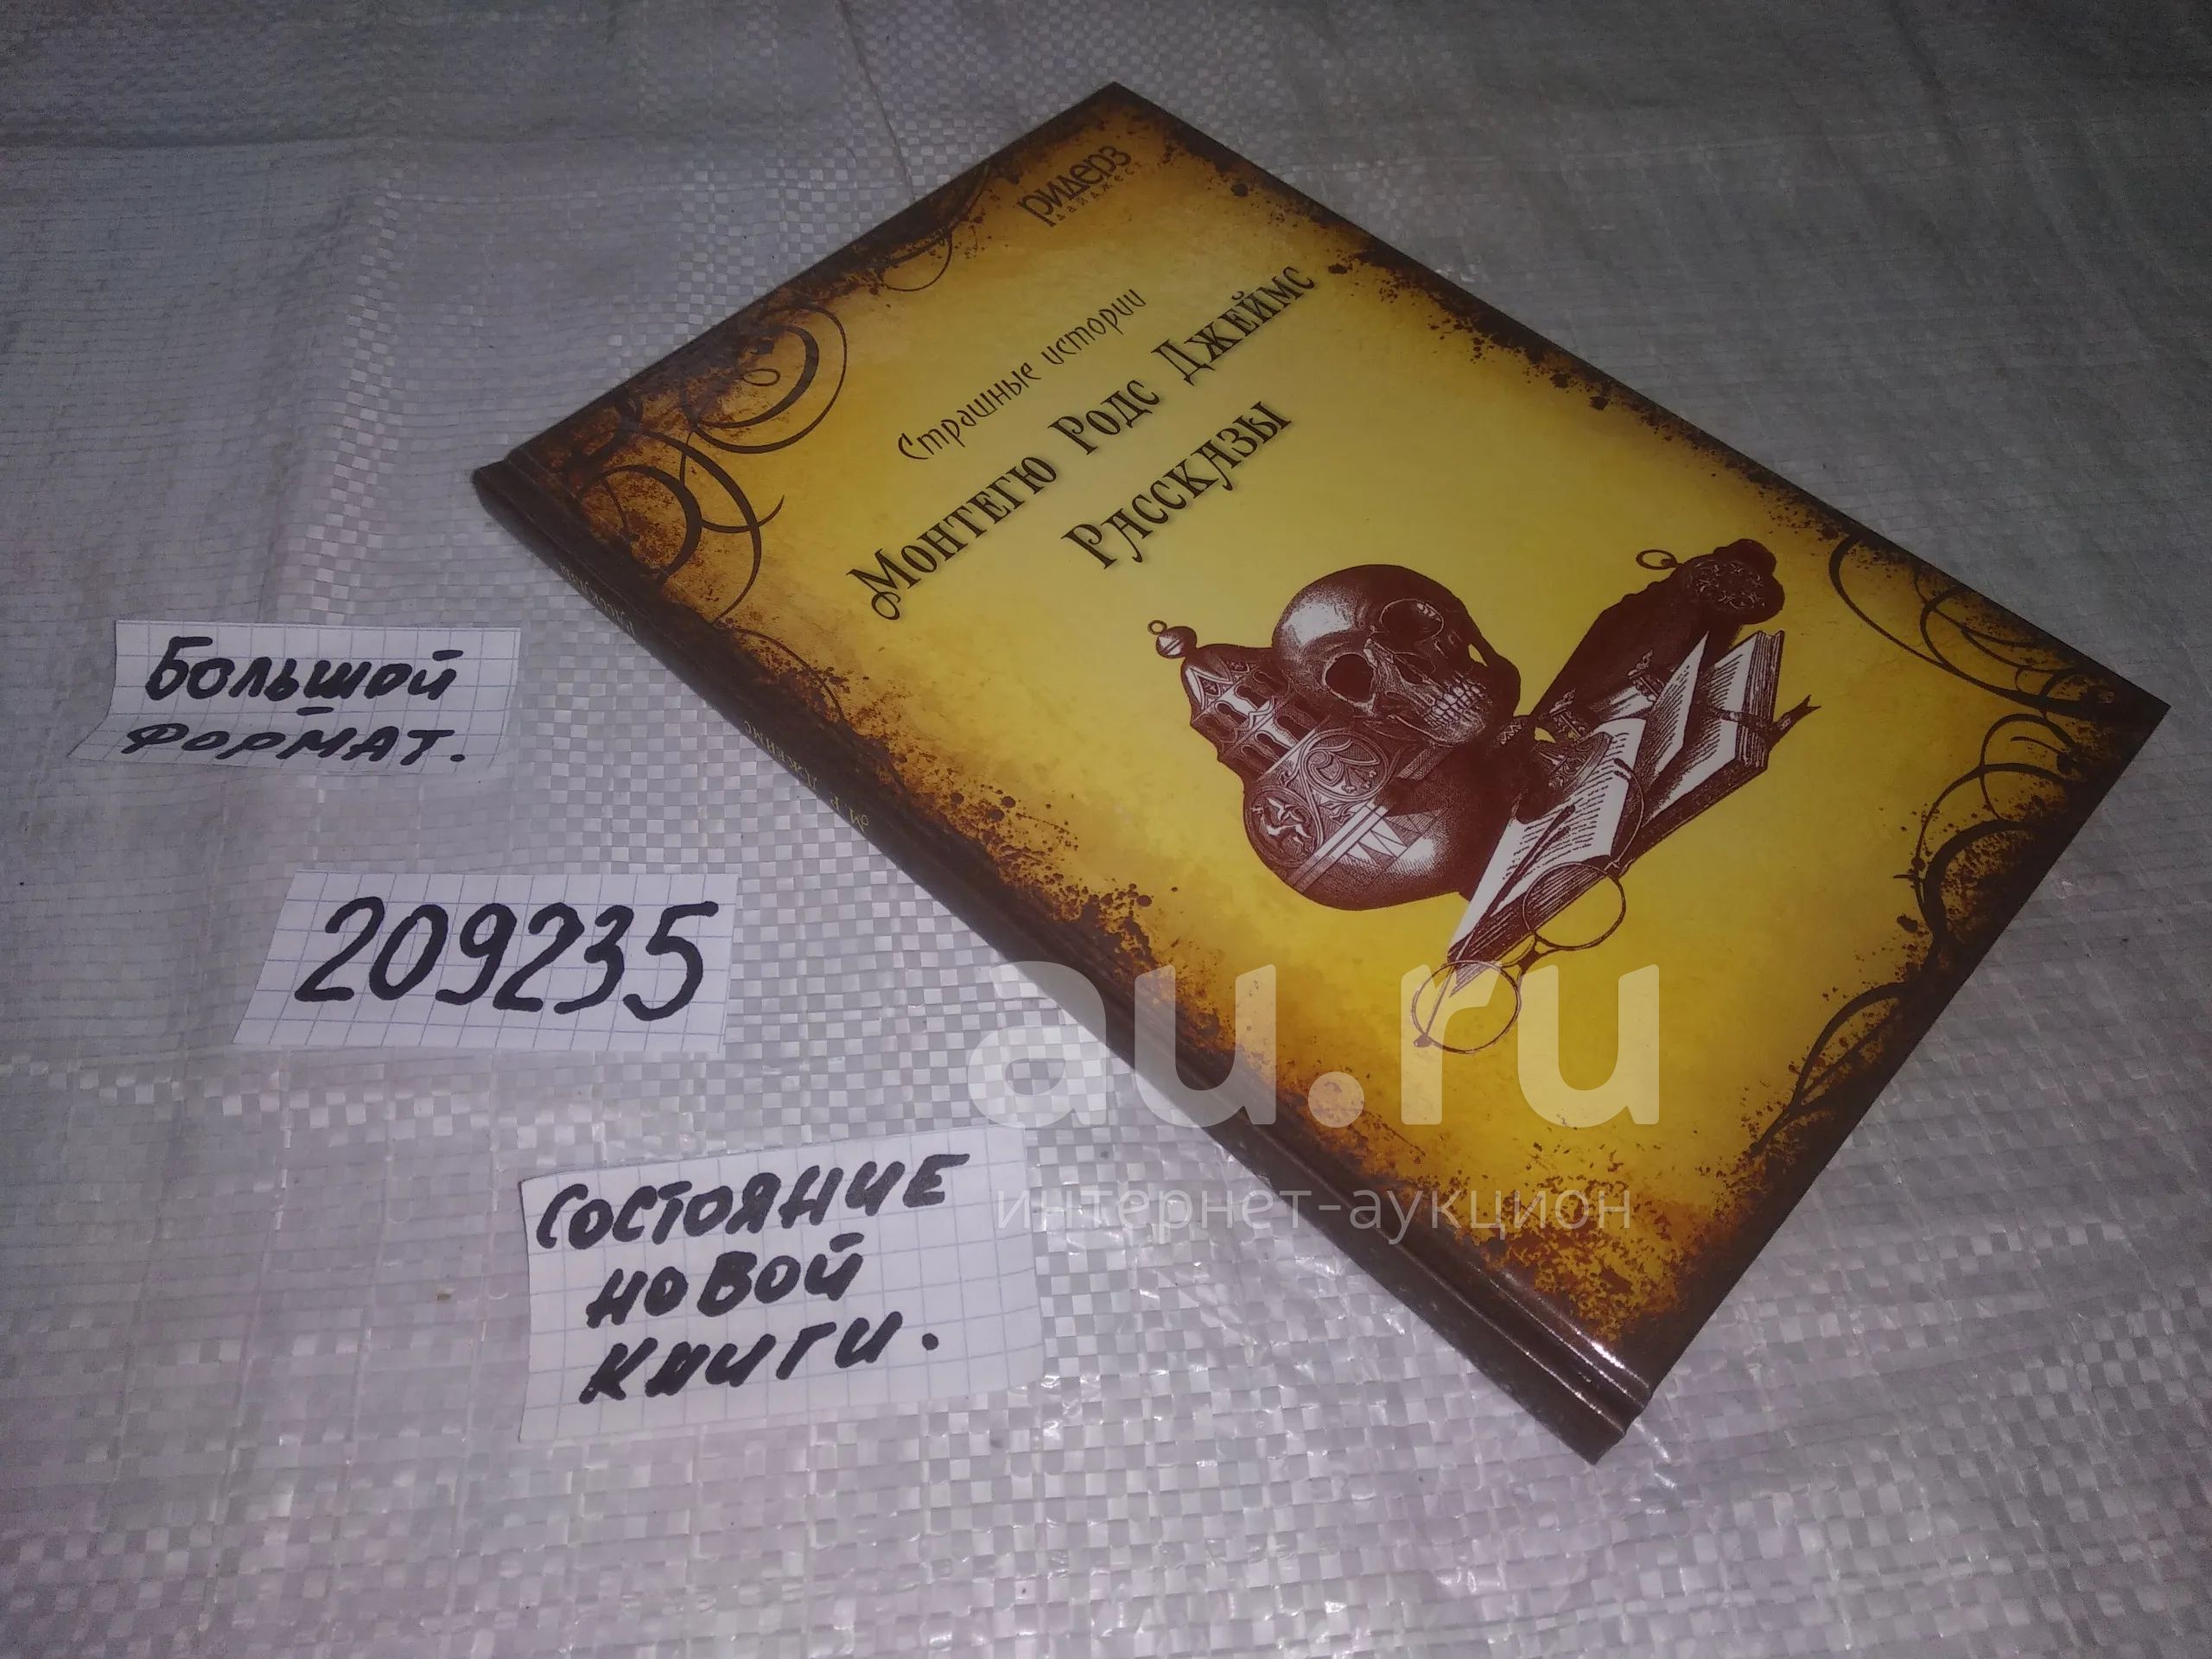 Ридерз
Дайджест
Страшные истории
Монтегю Родс Джеймс
Рассказы
М. Р. Джеймс
Рассказы
Большой
формат.
209235
Состояние
новой
книги.
au.ru
интернет-аукцион